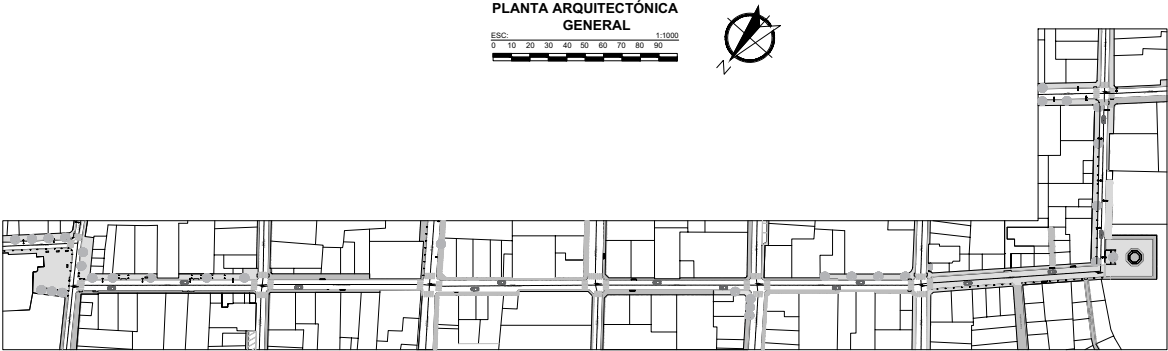 PLANTA ARQUITECTÓNICA
GENERAL
ESC: 1:1000
0 10 20 30 40 50 60 70 80 90
N